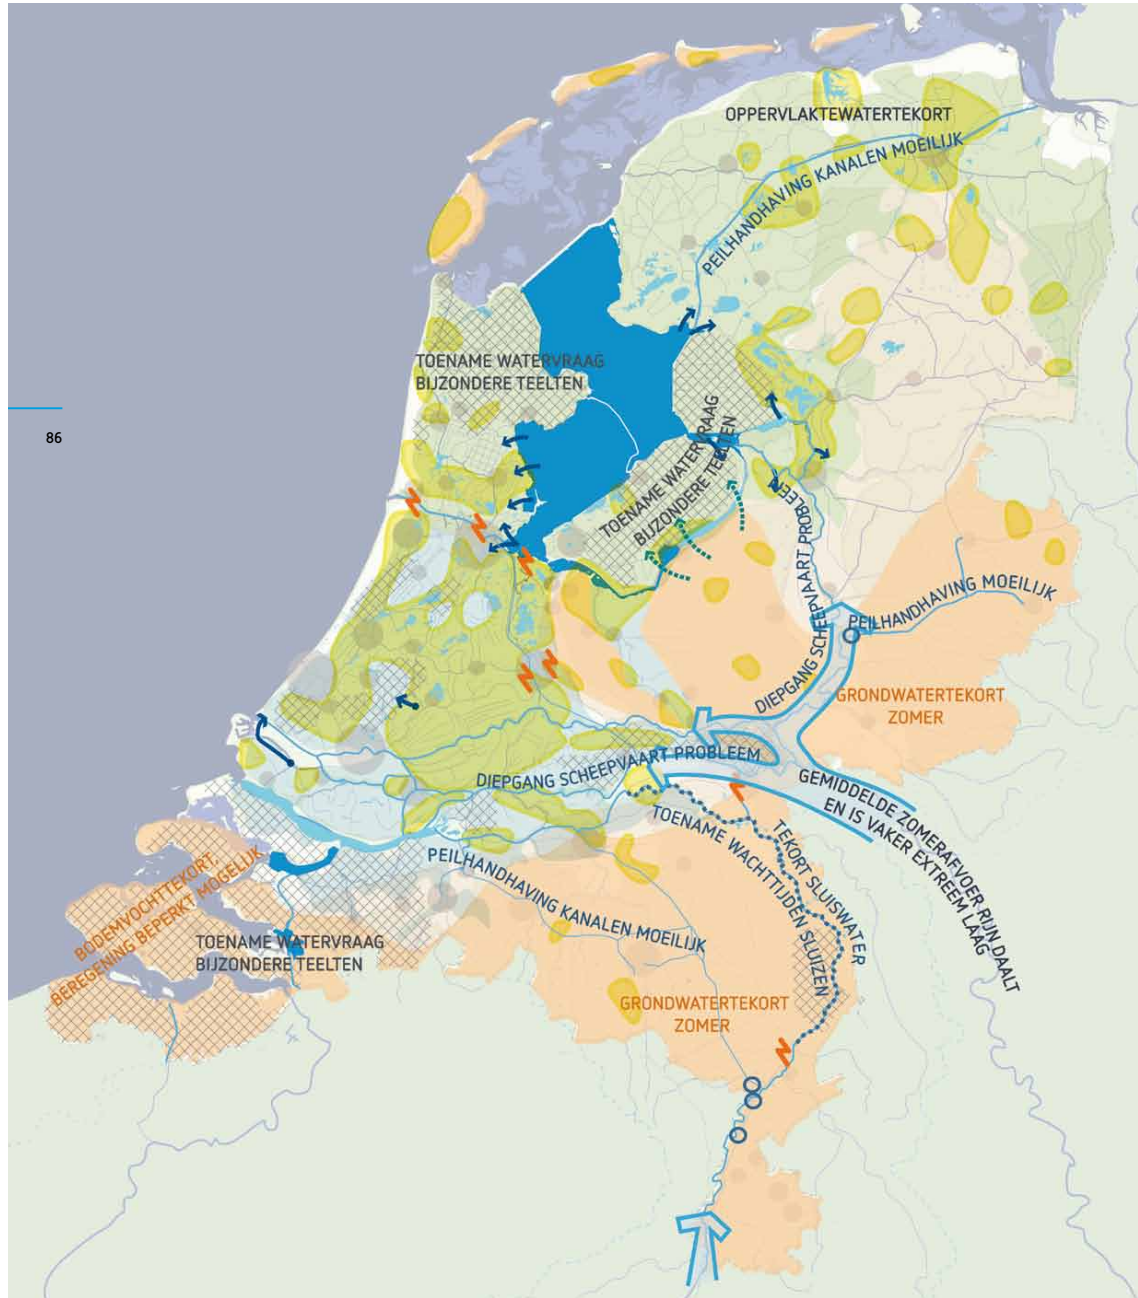 OPPERVLAKTEWATERTEKORT
PEILHANDHAVING KANALEN MOEILIJK
TOENAME WATERVRAAG
BIJZONDERE TEELTEN
86
TOENAME WATERVRAAG
BIJZONDERE TEELTEN
DIEPGANG SCHEEPVAART PROBLEEM
PEILHANDHAVING MOEILIJK
GRONDWATERTEKORT
ZOMER
DIEPGANG SCHEEPVAART PROBLEEM
GEMIDDELDE ZOMERAFVOER RIJN DAALT
EN IS VAKER EXTREEM LAAG
TOENAME WACHTTIJDEN SLUIZEN
TEKORT SLUISWATER
PEILHANDHAVING KANALEN MOEILIJK
BODEMVOCHTTEKORT,
BEREGENING BEPERKT MOGELIJK
TOENAME WATERVRAAG
BIJZONDERE TEELTEN
GRONDWATERTEKORT
ZOMER